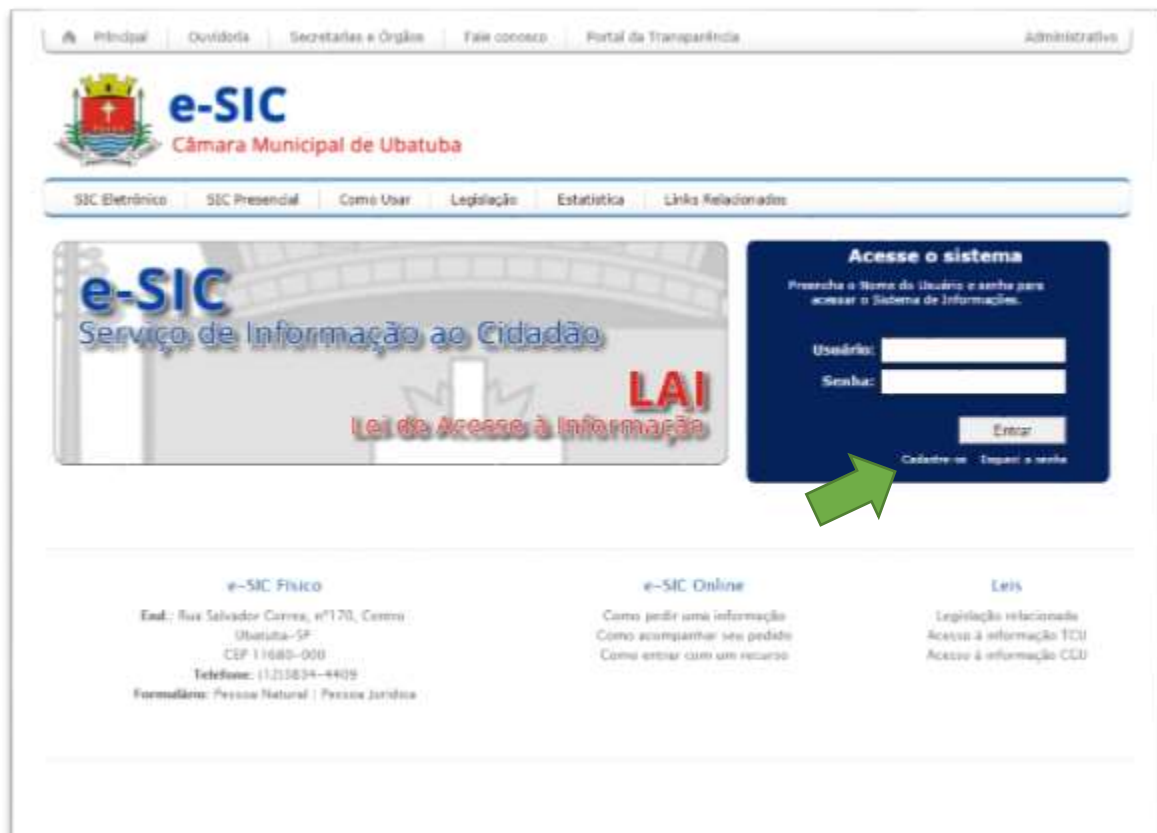 Principal Ouvidoria Secretarias e Órgãos Fale conosco Portal da Transparência Administrativo
e-SIC
Câmara Municipal de Ubatuba
SIC Eletrônico SIC Presencial Como Usar Legislação Estatística Links Relacionados
e-SIC
Serviço de Informação ao Cidadão
LAI
Lei de Acesso à Informação
Acesse o sistema
Preencha o Nome do Usuário e senha para
acessar o Sistema de Informações.
Usuário:
Senha:
Entrar
Cadastre-se Esqueci a senha
e-SIC Físico
End.: Rua Salvador Correa, nº170, Centro
Ubatuba-SP
CEP 11680-000
Telefone: (12)3834-4409
Formulário: Pessoa Natural | Pessoa Jurídica
e-SIC Online
Como pedir uma informação
Como acompanhar seu pedido
Como entrar com um recurso
Leis
Legislação relacionada
Acesso à informação TCU
Acesso à informação CGU